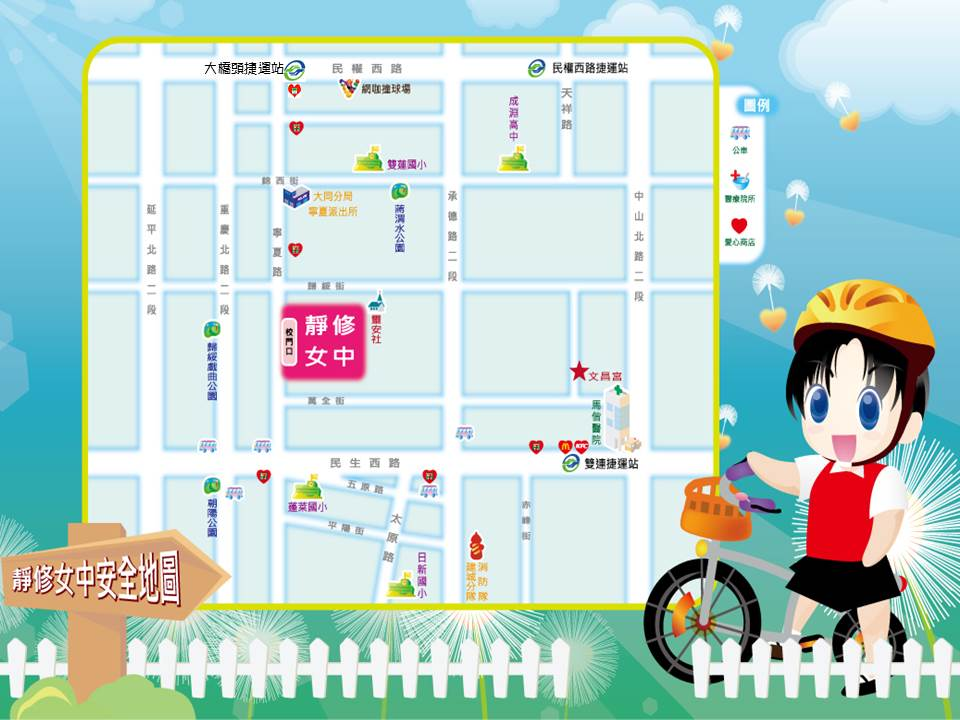 大橋頭捷運站
民權西路
民權西路捷運站
網咖撞球場
天祥路
成淵高中
雙蓮國小
錦西街
大同分局
寧夏派出所
蔣渭水公園
延平北路二段
重慶北路二段
寧夏路
承德路二段
中山北路二段
歸綏街
校門口
靜修
女中
靈安社
歸綏戲曲公園
文昌宮
馬偕醫院
萬全街
民生西路
KFC
雙連捷運站
五原路
蓬萊國小
平陽街
太原路
朝陽公園
赤峰街
日新國小
消防隊
建成分隊
圖例
公車
醫療院所
愛心商店
靜修女中安全地圖